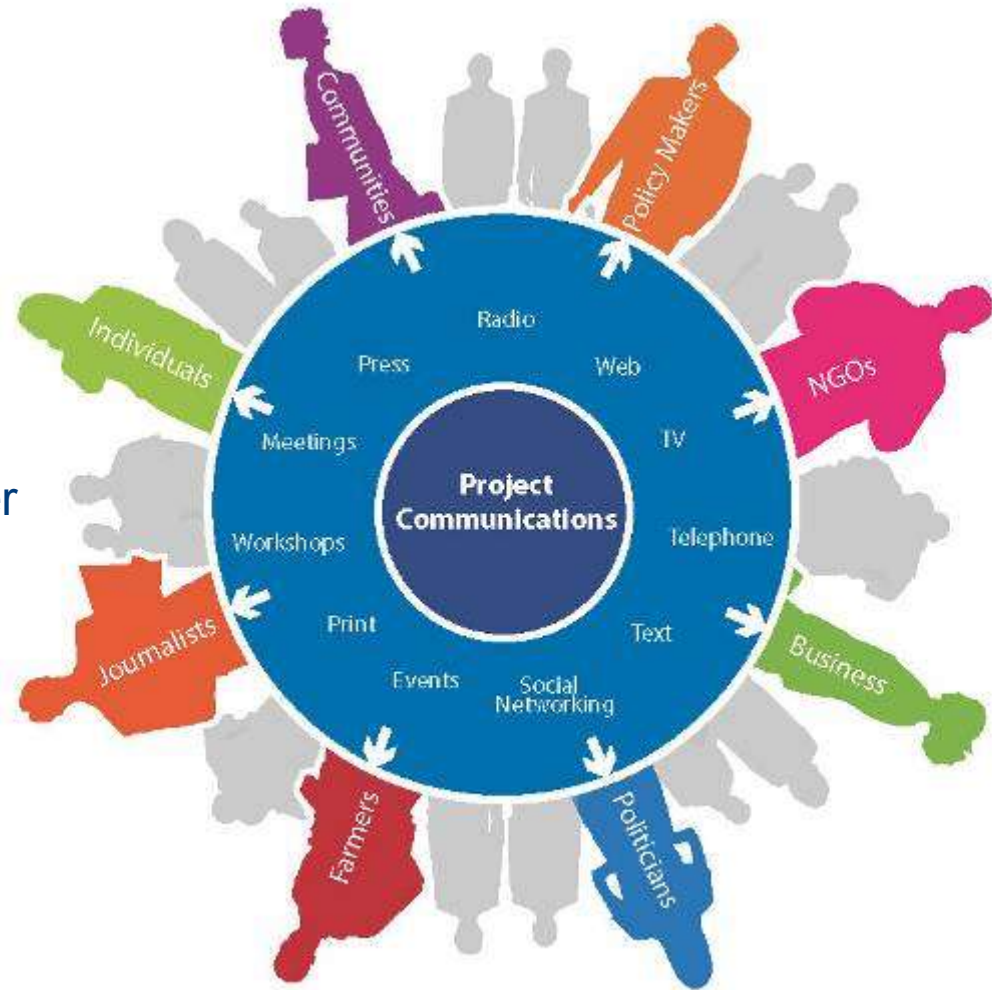 Communities
Policy Makers
Individuals
NGOs
Radio
Press
Web
Meetings
TV
Project
Communications
or
Workshops
Telephone
Journalists
Print
Text
Business
Events
Social
Networking
Farmers
Politicians